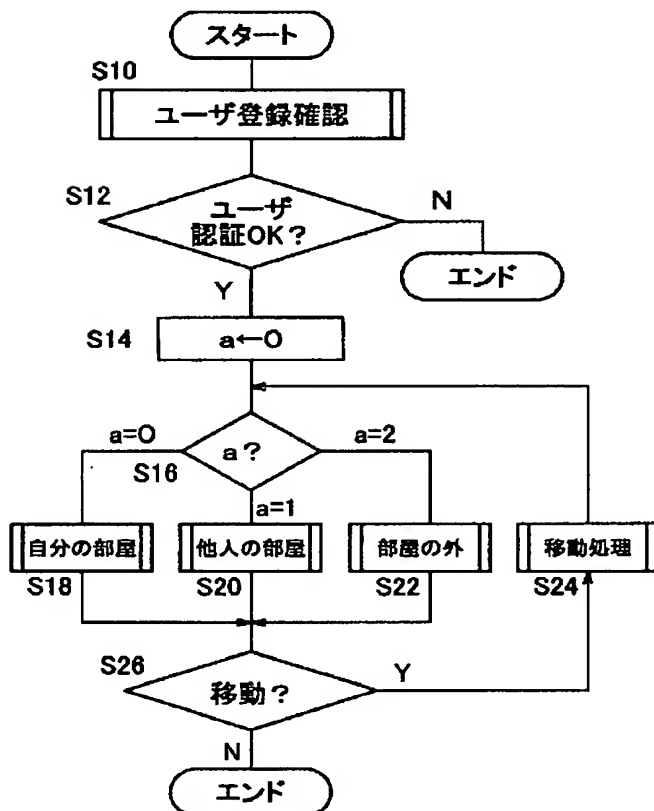 スタート
S10
ユーザ登録確認
S12
ユーザ
認証OK?
N
エンド
Y
S14
a←0
a=0
a?
a=2
S16
a=1
自分の部屋
他人の部屋
部屋の外
移動処理
S18
S20
S22
S24
S26
移動?
Y
N
エンド